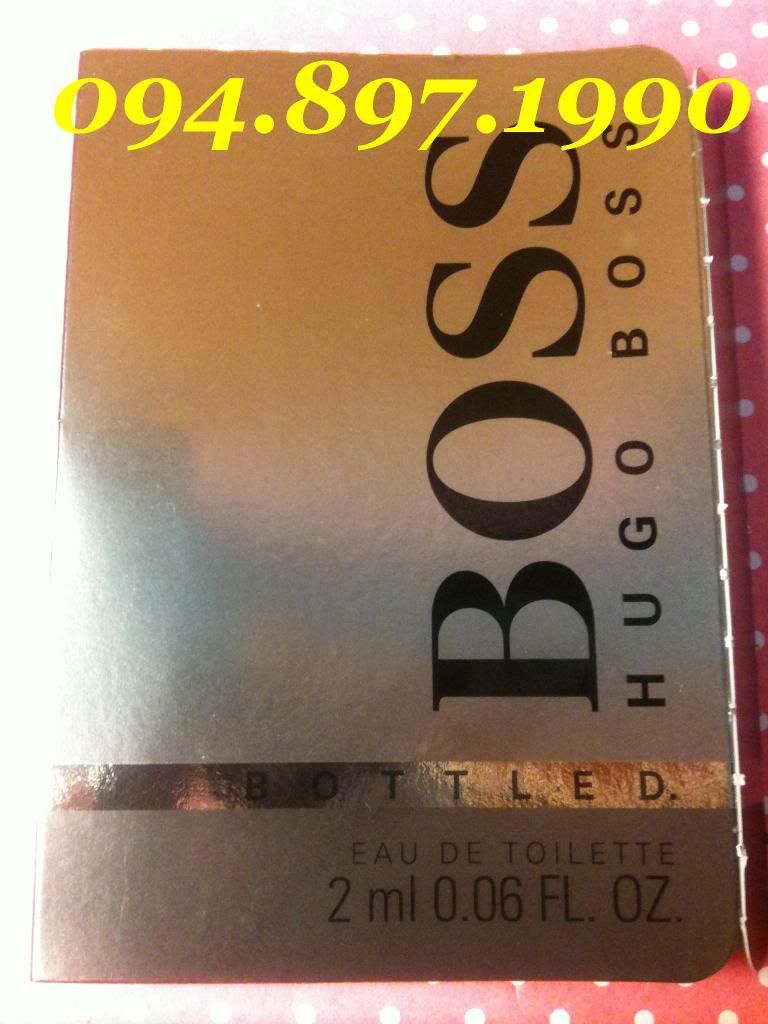 094.897.1990
BOSS
HUGO BOSS
BOTTLED.
EAU DE TOILETTE
2 ml 0.06 FL. OZ.